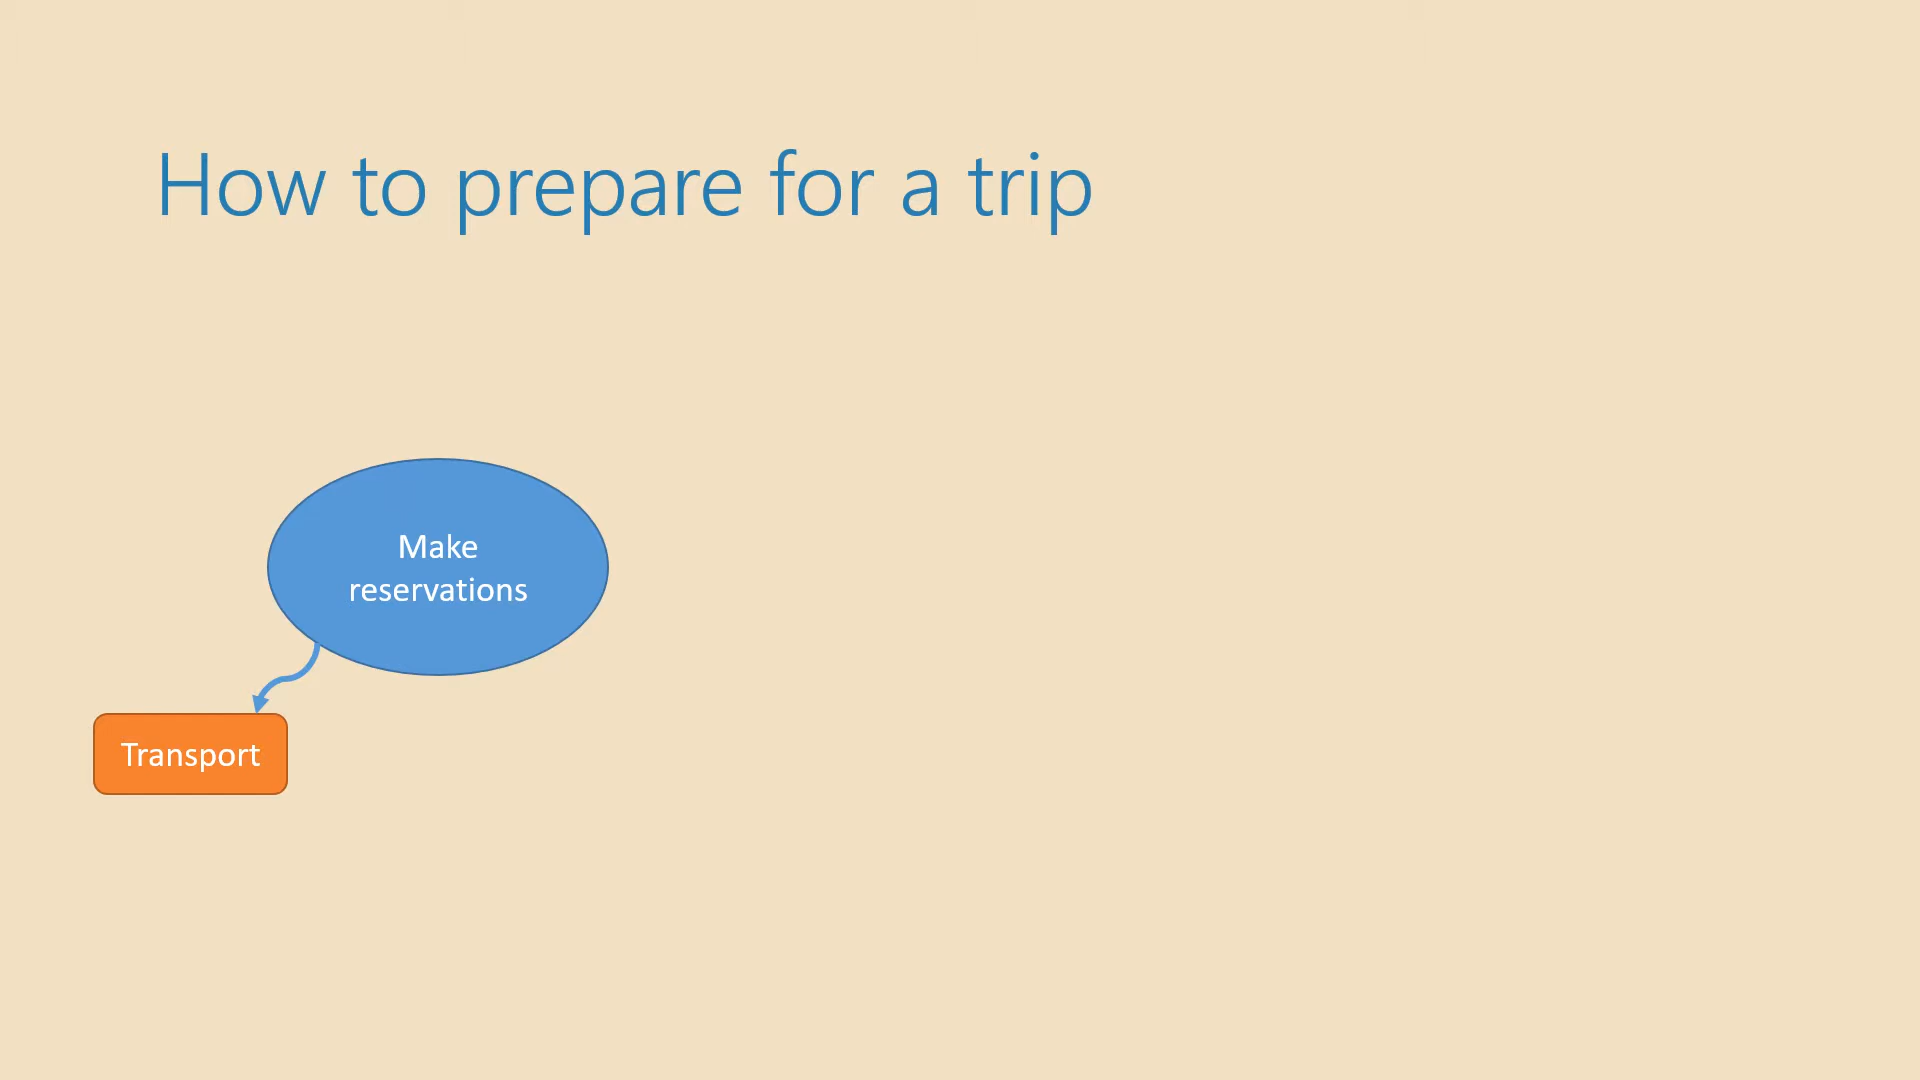 How to prepare for a trip
Make
reservations
Transport